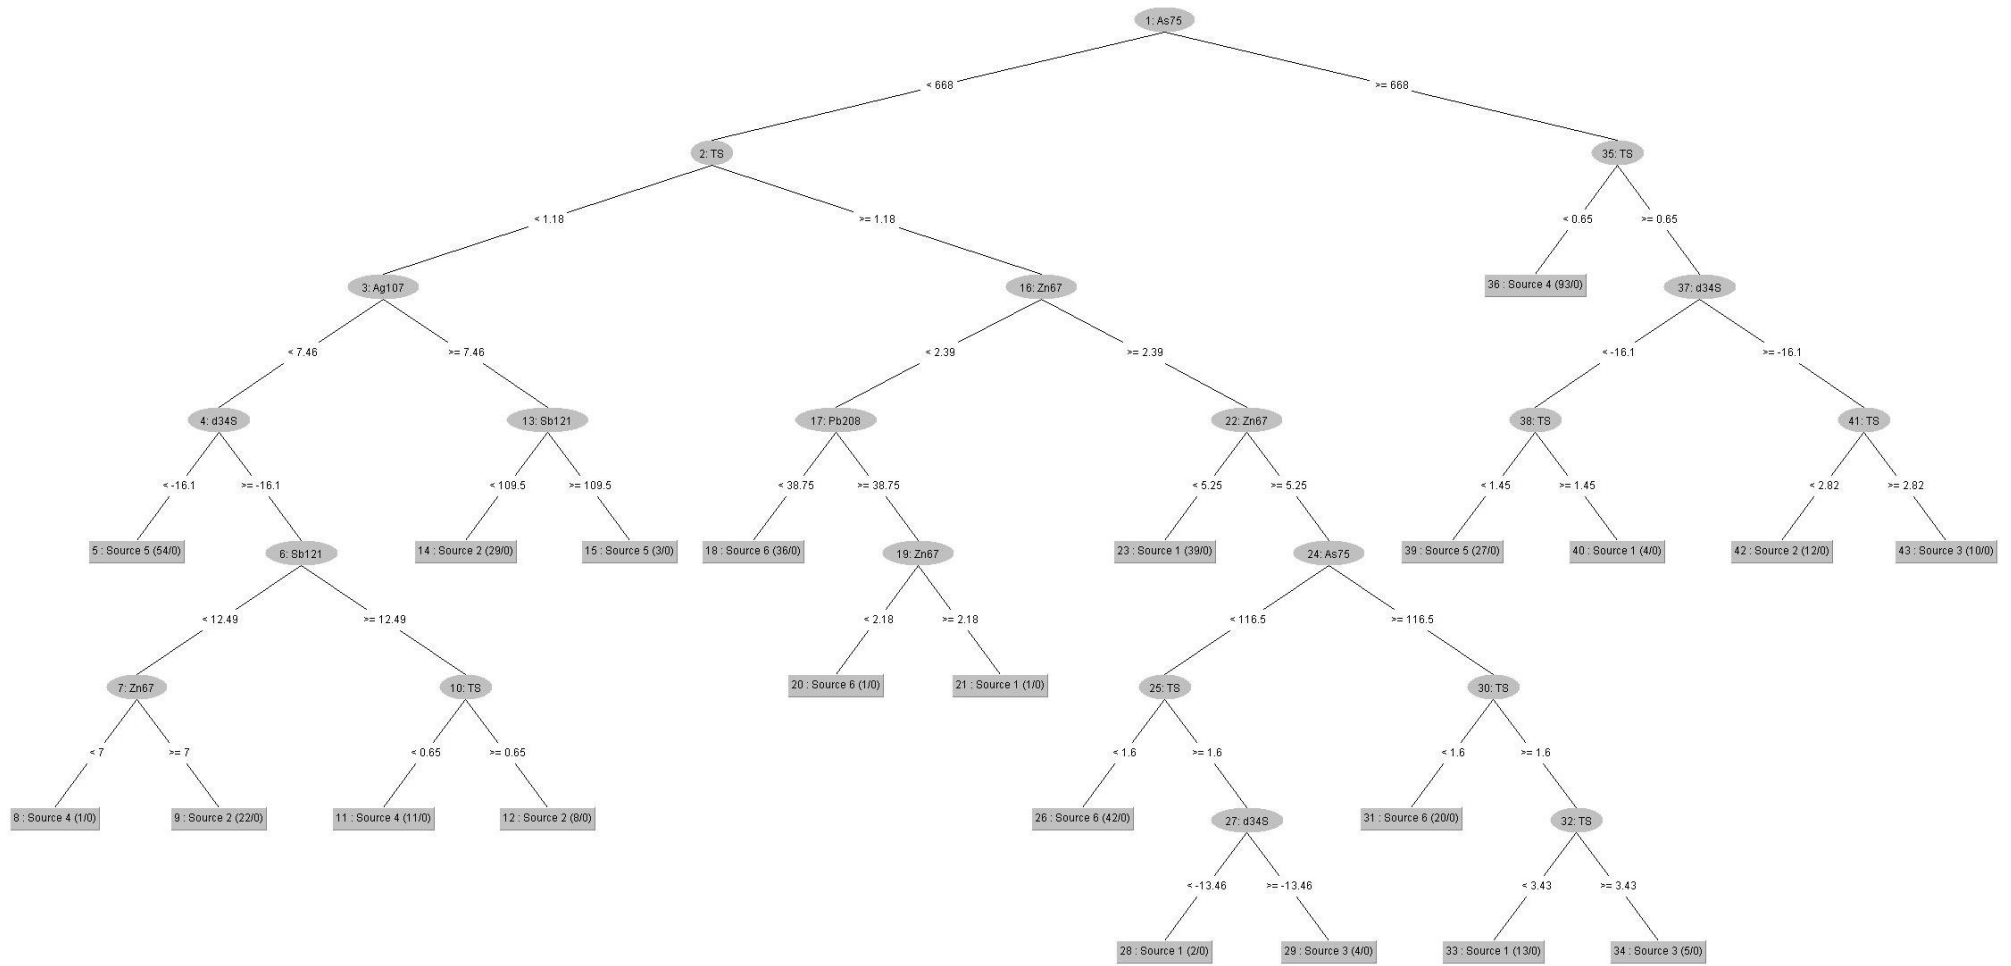 1: As75
< 668
>= 668
2: TS
35: TS
< 1.18
>= 1.18
< 0.65
>= 0.65
3: Ag107
16: Zn67
36 : Source 4 (93/0)
37: d34S
< 7.46
>= 7.46
< 2.39
>= 2.39
< -16.1
>= -16.1
4: d34S
13: Sb121
17: Pb208
22: Zn67
38: TS
41: TS
< -16.1
>= -16.1
< 109.5
>= 109.5
< 38.75
>= 38.75
< 5.25
>= 5.25
< 1.45
>= 1.45
< 2.82
>= 2.82
5 : Source 5 (54/0)
6: Sb121
14 : Source 2 (29/0)
15 : Source 5 (3/0)
18 : Source 6 (36/0)
19: Zn67
23 : Source 1 (39/0)
24: As75
39 : Source 5 (27/0)
40 : Source 1 (4/0)
42 : Source 2 (12/0)
43 : Source 3 (10/0)
< 12.49
>= 12.49
< 2.18
>= 2.18
< 116.5
>= 116.5
7: Zn67
10: TS
20 : Source 6 (1/0)
21 : Source 1 (1/0)
25: TS
30: TS
< 7
>= 7
< 0.65
>= 0.65
< 1.6
>= 1.6
< 1.6
>= 1.6
8 : Source 4 (1/0)
9 : Source 2 (22/0)
11 : Source 4 (11/0)
12 : Source 2 (8/0)
26 : Source 6 (42/0)
27: d34S
31 : Source 6 (20/0)
32: TS
< -13.46
>= -13.46
< 3.43
>= 3.43
28 : Source 1 (2/0)
29 : Source 3 (4/0)
33 : Source 1 (13/0)
34 : Source 3 (5/0)